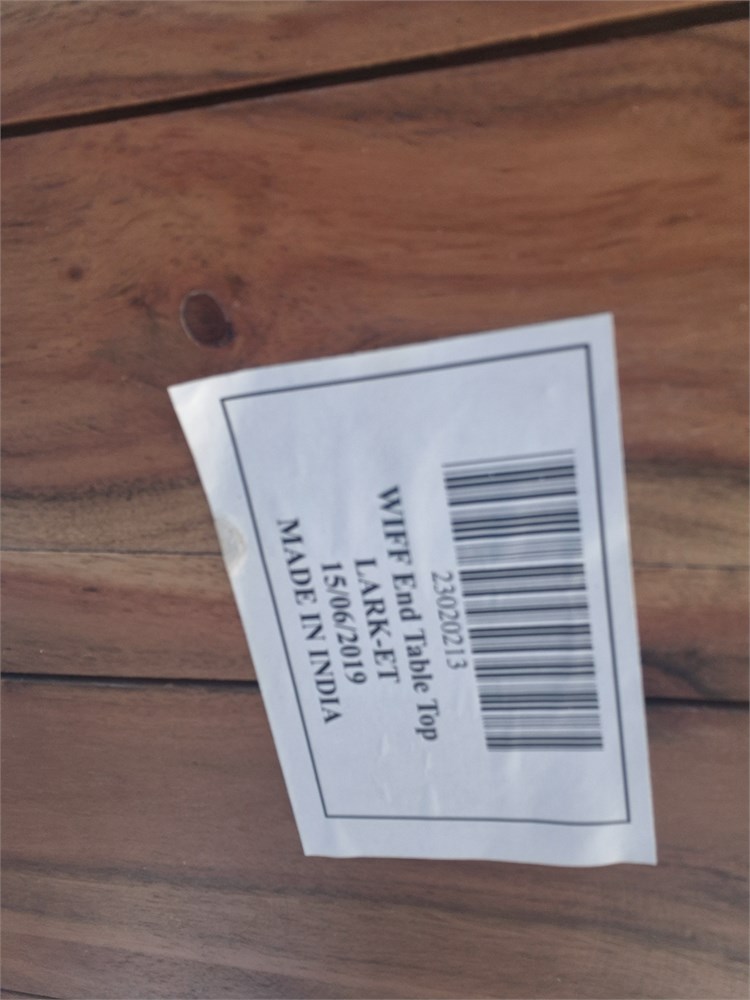 23020213
WIFF End Table Top
LARK-ET
15/06/2019
MADE IN INDIA